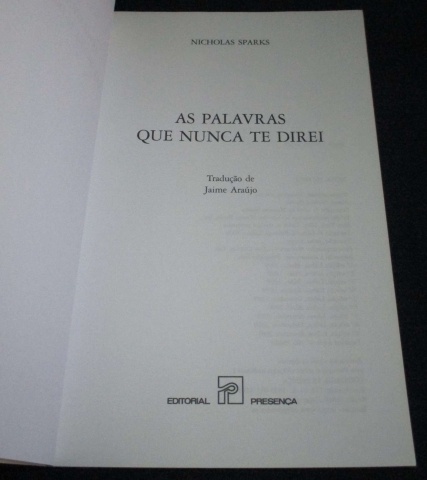 NICHOLAS SPARKS
AS PALAVRAS
QUE NUNCA TE DIREI
Tradução de
Jaime Araújo
EDITORIAL PRESENÇA